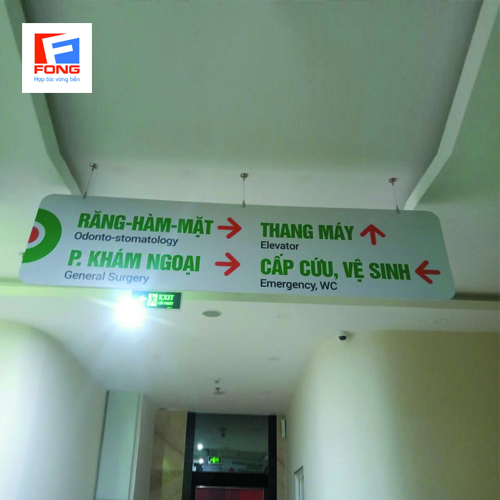 FONG
Hợp tác vững bền
RĂNG-HÀM-MẶT
Odonto-stomatology
P. KHÁM NGOẠI
General Surgery
THANG MÁY
Elevator
CẤP CỨU, VỆ SINH
Emergency, WC
EXIT